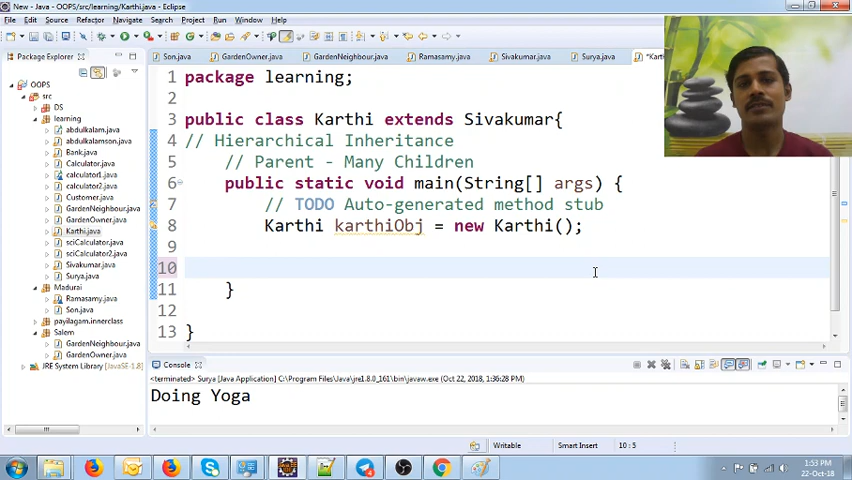 New - Java - OOPS/src/learning/Karthi.java - Eclipse
File Edit Source Refactor Navigate Search Project Run Window Help
Package Explorer
Son.java GardenOwner.java GardenNeighbour.java Ramasamy.java Sivakumar.java Surya.java
OOPS
src
DS
learning
abdulkalam.java
abdulkalamson.java
Bank.java
Calculator.java
calculator1.java
calculator2.java
Customer.java
GardenNeighbour.java
GardenOwner.java
Karthi.java
sciCalculator.java
sciCalculator2.java
Sivakumar.java
Surya.java
Madurai
Ramasamy.java
Son.java
payilagam.innerclass
Salem
GardenNeighbour.java
GardenOwner.java
JRE System Library [JavaSE-1.8]
1 package learning;
2
3 public class Karthi extends Sivakumar{
4 // Hierarchical Inheritance
5 // Parent - Many Children
6 public static void main(String[] args) {
7 // TODO Auto-generated method stub
8 Karthi karthiObj = new Karthi();
9
10
11 }
12
13 }
Console
<terminated> Surya [Java Application] C:\Program Files\Java\jre1.8.0_161\bin\javaw.exe (Oct 22, 2018, 1:36:28 PM)
Doing Yoga
Writable Smart Insert 10 : 5
1:53 PM
22-Oct-18